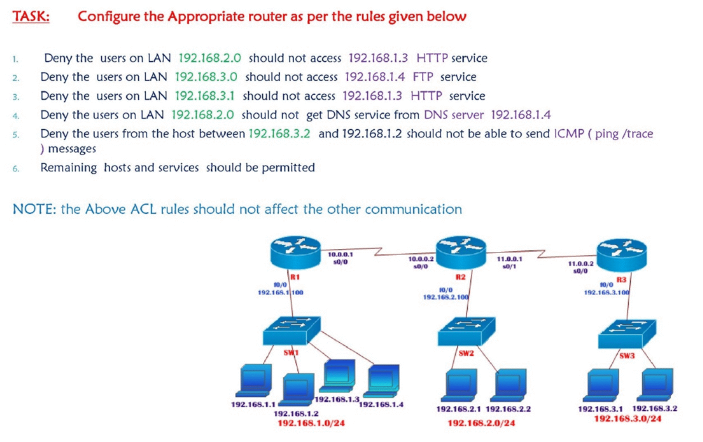 TASK: Configure the Appropriate router as per the rules given below
1. Deny the users on LAN 192.168.2.0 should not access 192.168.1.3 HTTP service
2. Deny the users on LAN 192.168.3.0 should not access 192.168.1.4 FTP service
3. Deny the users on LAN 192.168.3.1 should not access 192.168.1.3 HTTP service
4. Deny the users on LAN 192.168.2.0 should not get DNS service from DNS server 192.168.1.4
5. Deny the users from the host between 192.168.3.2 and 192.168.1.2 should not be able to send ICMP ( ping /trace
) messages
6. Remaining hosts and services should be permitted
NOTE: the Above ACL rules should not affect the other communication
10.0.0.1
s0/0
10.0.0.2
s0/0
11.0.0.1
s0/1
11.0.0.2
s0/0
R1
f0/0
192.168.1.100
R2
f0/0
192.168.2.100
R3
f0/0
192.168.3.100
SW1
SW2
SW3
192.168.1.1
192.168.1.2
192.168.1.3
192.168.1.4
192.168.1.0/24
192.168.2.1 192.168.2.2
192.168.2.0/24
192.168.3.1 192.168.3.2
192.168.3.0/24